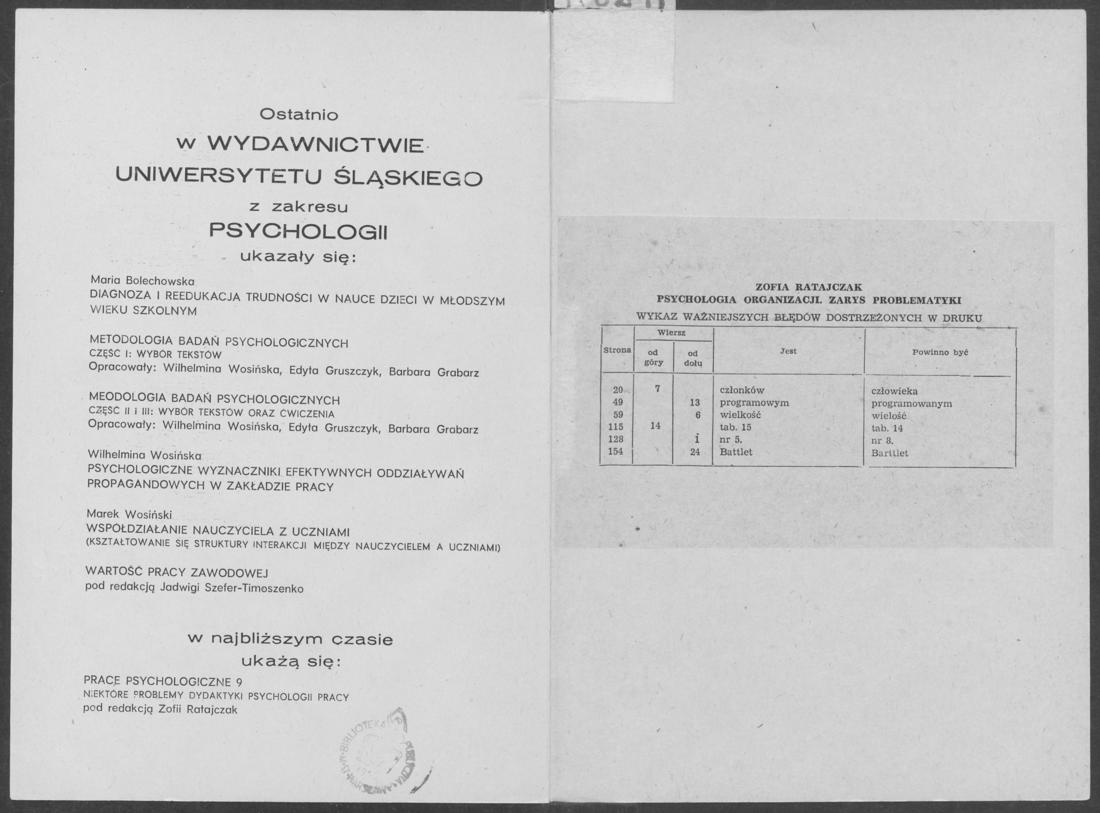 Ostatnio
w WYDAWNICTWIE
UNIWERSYTETU ŚLĄSKIEGO
z zakresu
PSYCHOLOGII
ukazały się:
Maria Bolechowska
DIAGNOZA I REEDUKACJA TRUDNOŚCI W NAUCE DZIECI W MŁODSZYM
WIEKU SZKOLNYM
METODOLOGIA BADAŃ PSYCHOLOGICZNYCH
CZĘŚC I: WYBÓR TEKSTÓW
Opracowały: Wilhelmina Wosińska, Edyta Gruszczyk, Barbara Grabarz
MEODOLOGIA BADAŃ PSYCHOLOGICZNYCH
CZĘŚC II i III: WYBÓR TEKSTÓW ORAZ CWICZENIA
Opracowały: Wilhelmina Wosińska, Edyta Gruszczyk, Barbara Grabarz
Wilhelmina Wosińska
PSYCHOLOGICZNE WYZNACZNIKI EFEKTYWNYCH ODDZIAŁYWAŃ
PROPAGANDOWYCH W ZAKŁADZIE PRACY
Marek Wosiński
WSPÓŁDZIAŁANIE NAUCZYCIELA Z UCZNIAMI
(KSZTAŁTOWANIE SIĘ STRUKTURY INTERAKCJI MIĘDZY NAUCZYCIELEM A UCZNIAMI)
WARTOŚĆ PRACY ZAWODOWEJ
pod redakcją Jadwigi Szefer-Timoszenko
w najbliższym czasie
ukażą się:
PRACE PSYCHOLOGICZNE 9
NIEKTÓRE PROBLEMY DYDAKTYKI PSYCHOLOGII PRACY
pod redakcją Zofii Ratajczak
BIBLIOTEKA
ZOFIA RATAJCZAK
PSYCHOLOGIA ORGANIZACJI. ZARYS PROBLEMATYKI
WYKAZ WAŻNIEJSZYCH BŁĘDÓW DOSTRZEŻONYCH W DRUKU
Strona Wiersz Jest Powinno być
od góry od dołu
20 7 członków człowieka
49 13 programowym programowanym
59 6 wielkość wielość
115 14 tab. 15 tab. 14
128 1 nr 5. nr 8.
154 24 Battlet Bartllet